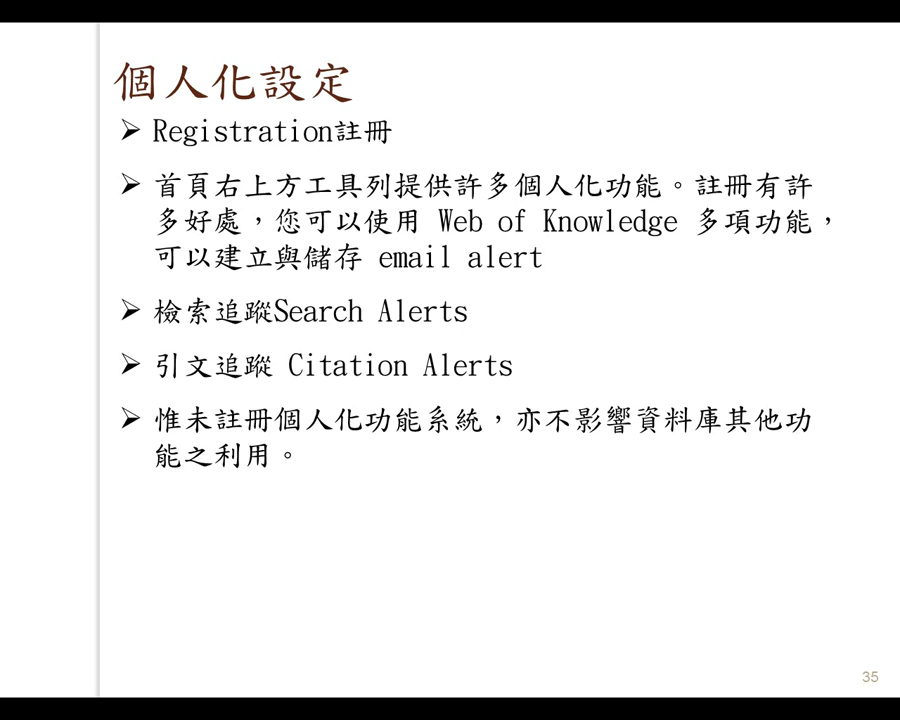 個人化設定
Registration註冊
首頁右上方工具列提供許多個人化功能。註冊有許
多好處，您可以使用 Web of Knowledge 多項功能，
可以建立與儲存 email alert
檢索追蹤Search Alerts
引文追蹤 Citation Alerts
惟未註冊個人化功能系統，亦不影響資料庫其他功
能之利用。
35